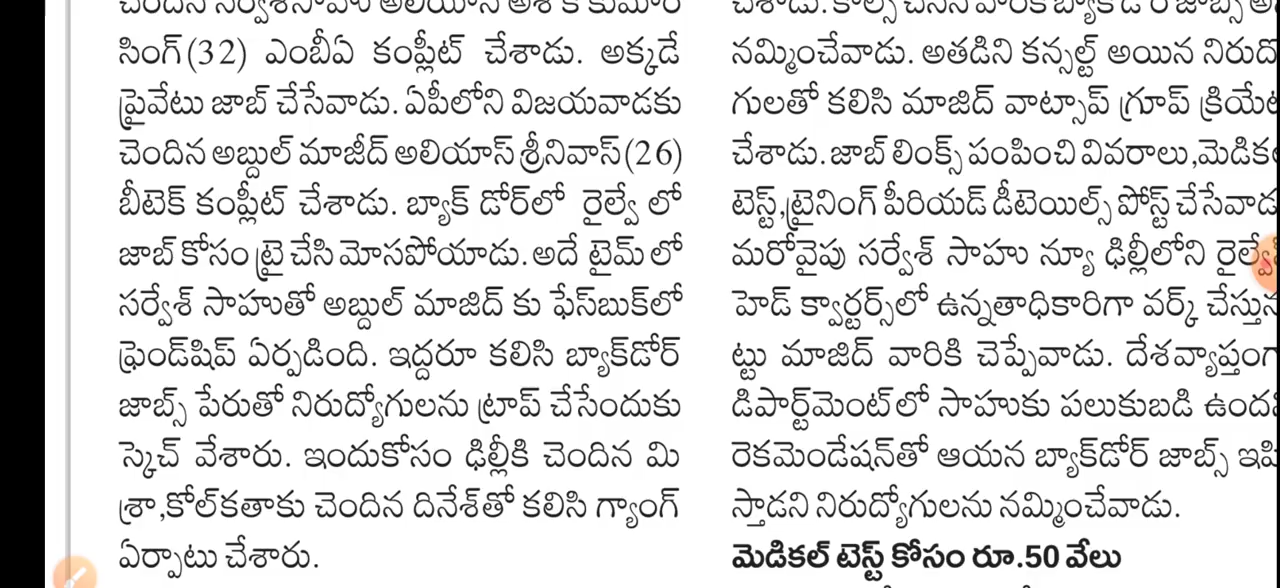 సింగ్(32) ఎంబీఏ కంప్లీట్ చేశాడు. అక్కడే
ప్రైవేటు జాబ్ చేసేవాడు. ఏపీలోని విజయవాడకు
చెందిన అబ్దుల్ మాజీద్ అలియాస్ శ్రీనివాస్(26)
బీటెక్ కంప్లీట్ చేశాడు. బ్యాక్ డోర్‌లో రైల్వే లో
జాబ్ కోసం ట్రై చేసి మోసపోయాడు. అదే టైమ్ లో
సర్వేశ్ సాహుతో అబ్దుల్ మాజిద్ కు ఫేస్‌బుక్‌లో
ఫ్రెండ్‌షిప్ ఏర్పడింది. ఇద్దరూ కలిసి బ్యాక్‌డోర్
జాబ్స్ పేరుతో నిరుద్యోగులను ట్రాప్ చేసేందుకు
స్కెచ్ వేశారు. ఇందుకోసం ఢిల్లీకి చెందిన మి
శ్రా,కోల్‌కతాకు చెందిన దినేశ్‌తో కలిసి గ్యాంగ్
ఏర్పాటు చేశారు.
నమ్మించేవాడు. అతడిని కన్సల్ట్ అయిన
గులతో కలిసి మాజిద్ వాట్సాప్ గ్రూప్
చేశాడు. జాబ్ లింక్స్ పంపించి వివరాలు,
టెస్ట్,ట్రైనింగ్ పీరియడ్ డీటెయిల్స్ పోస్ట్
మరోవైపు సర్వేశ్ సాహు న్యూ ఢిల్లీలోని
హెడ్ క్వార్టర్స్‌లో ఉన్నతాధికారిగా వర్క్
ట్టు మాజిద్ వారికి చెప్పేవాడు.
డిపార్ట్‌మెంట్‌లో సాహుకు పలుకుబడి
రెకమెండేషన్‌తో ఆయన బ్యాక్‌డోర్ జాబ్స్
స్తాడని నిరుద్యోగులను నమ్మించేవాడు.
మెడికల్ టెస్ట్ కోసం రూ.50 వేలు